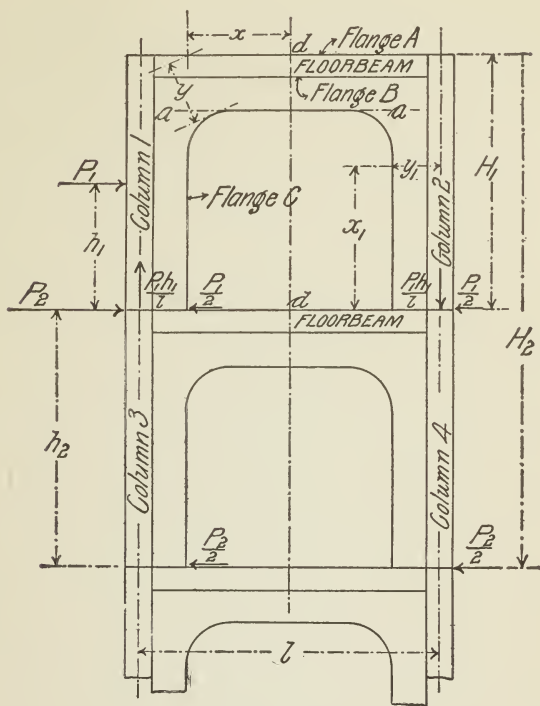 x
d
Flange A
FLOORBEAM
Flange B
y
a
a
Column 1
P₁
h₁
Flange C
x₁
y₁
Column 2
H₁
P₂
P₁h₁/l
P₁/2
d
P₁h₁/l
P₁/2
FLOORBEAM
H₂
h₂
Column 3
Column 4
P₂/2
P₂/2
l